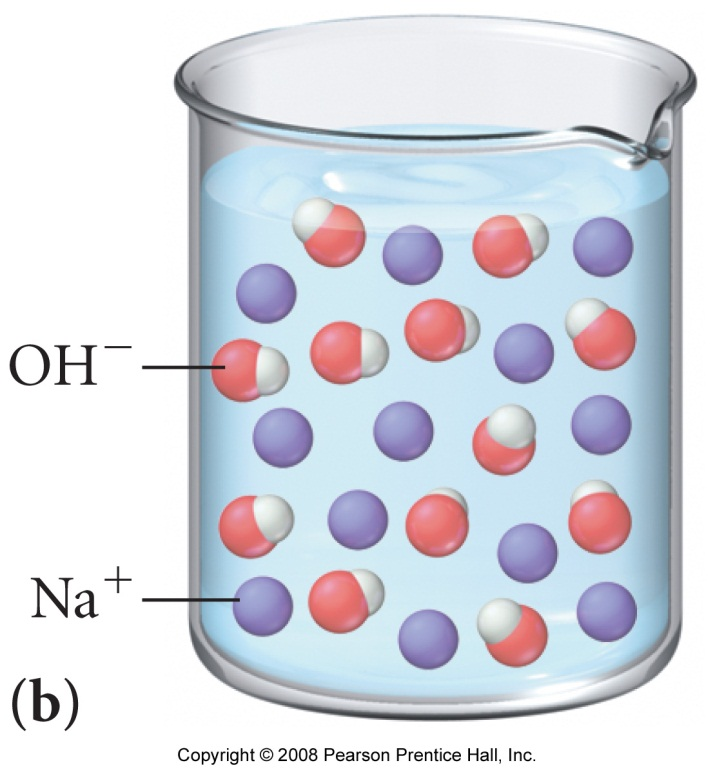 OH⁻
Na⁺
(b)
Copyright © 2008 Pearson Prentice Hall, Inc.